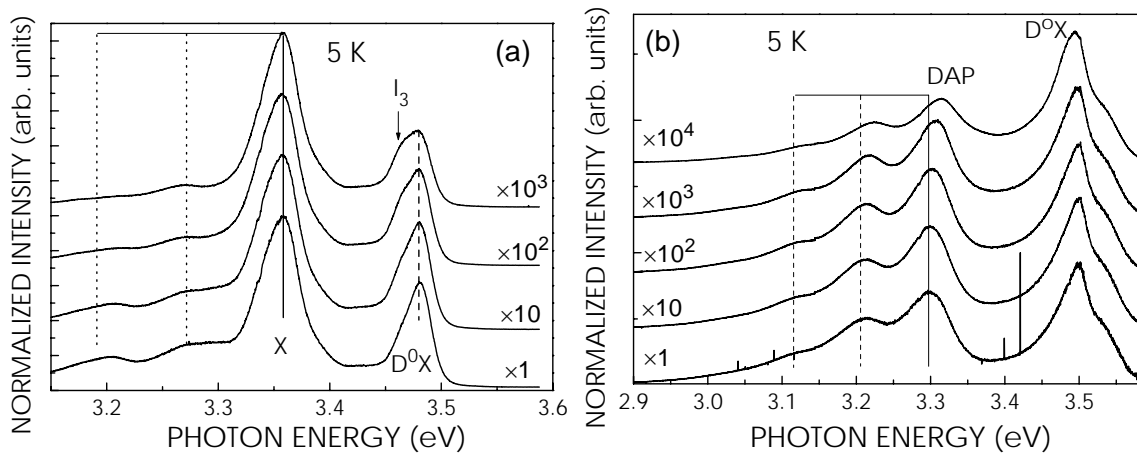 (a)
5 K
I3
×10^3
×10^2
×10
×1
X
D^0X
NORMALIZED INTENSITY (arb. units)
3.2
3.3
3.4
3.5
3.6
PHOTON ENERGY (eV)
(b)
5 K
D^oX
DAP
×10^4
×10^3
×10^2
×10
×1
NORMALIZED INTENSITY (arb. units)
2.9
3.0
3.1
3.2
3.3
3.4
3.5
PHOTON ENERGY (eV)